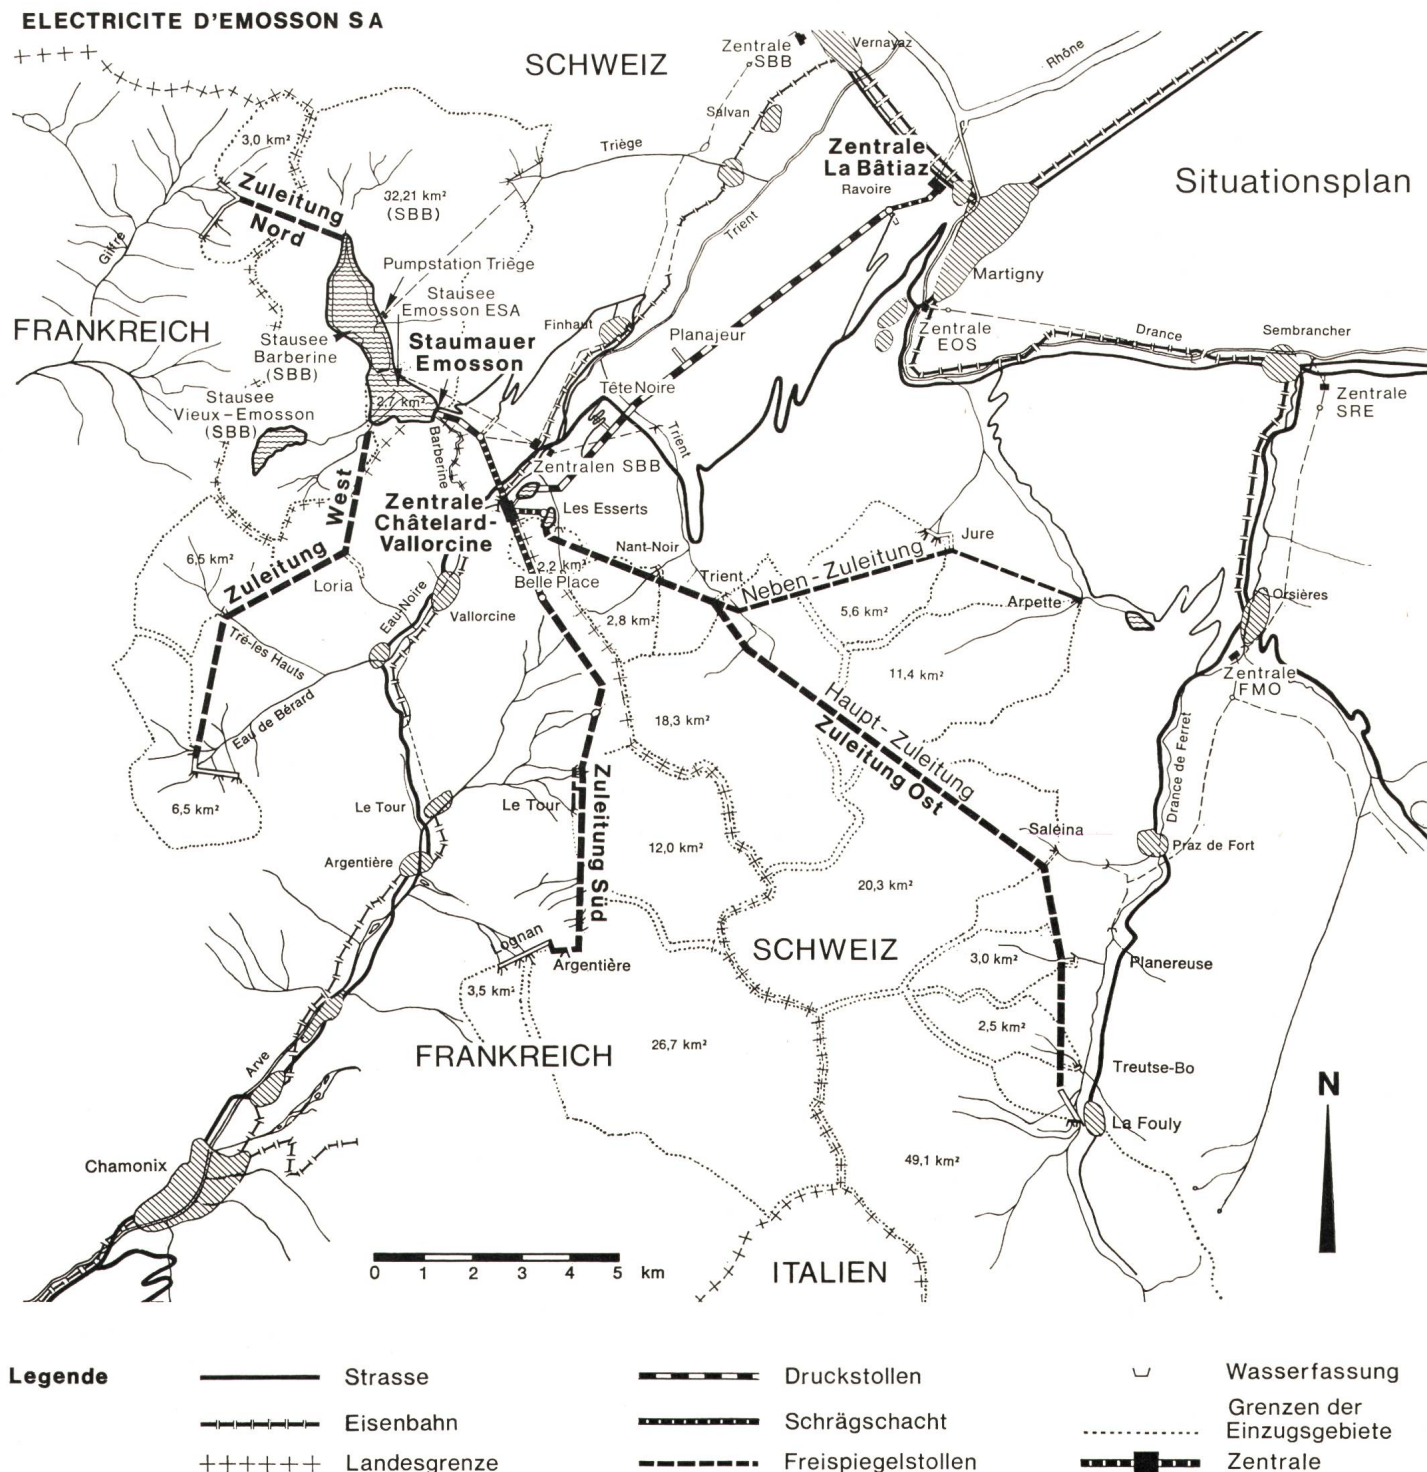 ELECTRICITE D'EMOSSON SA
SCHWEIZ
Zentrale
SBB
Vernayaz
Rhône
Salvan
3,0 km²
Triège
Zentrale
La Bâtiaz
Ravoire
Situationsplan
Zuleitung
Nord
32,21 km²
(SBB)
Trient
Giffre
Pumpstation Triège
Martigny
Stausee
Emosson ESA
FRANKREICH
Finhaut
Planajeur
Zentrale
EOS
Drance
Sembrancher
Stausee
Barberine
(SBB)
Staumauer
Emosson
Tête Noire
Zentrale
SRE
Stausee
Vieux-Emosson
(SBB)
2,7 km²
Barberine
Trient
Zentralen SBB
West
Zentrale
Châtelard-
Vallorcine
Les Esserts
Jure
Nant-Noir
6,5 km²
Zuleitung
Loria
2,2 km²
Belle Place
Trient
Neben-Zuleitung
Arpette
Orsières
Eau-Noire
Vallorcine
2,8 km²
5,6 km²
Tré-les Hauts
11,4 km²
Zentrale
FMO
Eau de Bérard
18,3 km²
Haupt-Zuleitung
Zuleitung Ost
Drance de Ferret
6,5 km²
Le Tour
Le Tour
Zuleitung Süd
Saleina
Praz de Fort
Argentière
12,0 km²
20,3 km²
Lognan
Argentière
SCHWEIZ
3,0 km²
Planereuse
3,5 km²
2,5 km²
FRANKREICH
26,7 km²
Arve
Treutse-Bo
N
La Fouly
Chamonix
49,1 km²
0 1 2 3 4 5 km
ITALIEN
Legende
Strasse
Druckstollen
Wasserfassung
Eisenbahn
Schrägschacht
Grenzen der
Einzugsgebiete
Landesgrenze
Freispiegelstollen
Zentrale